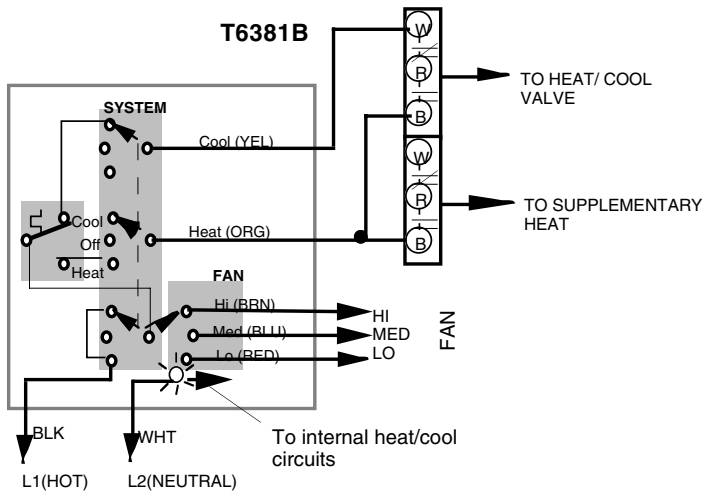 T6381B
W
R
B
TO HEAT/ COOL
VALVE
SYSTEM
Cool (YEL)
W
R
B
TO SUPPLEMENTARY
HEAT
Cool
Off
Heat
Heat (ORG)
FAN
Hi (BRN)
Med (BLU)
Lo (RED)
HI
MED
LO
FAN
BLK
WHT
To internal heat/cool
circuits
L1(HOT)
L2(NEUTRAL)